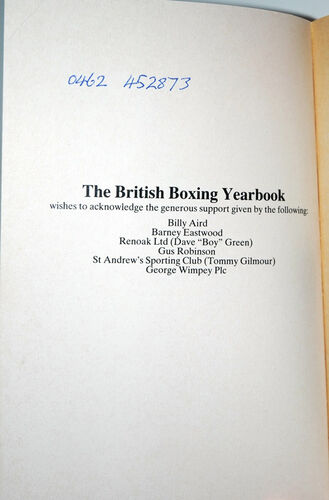 0462 452873
The British Boxing Yearbook
wishes to acknowledge the generous support given by the following:
Billy Aird
Barney Eastwood
Renoak Ltd (Dave “Boy” Green)
Gus Robinson
St Andrew's Sporting Club (Tommy Gilmour)
George Wimpey Plc